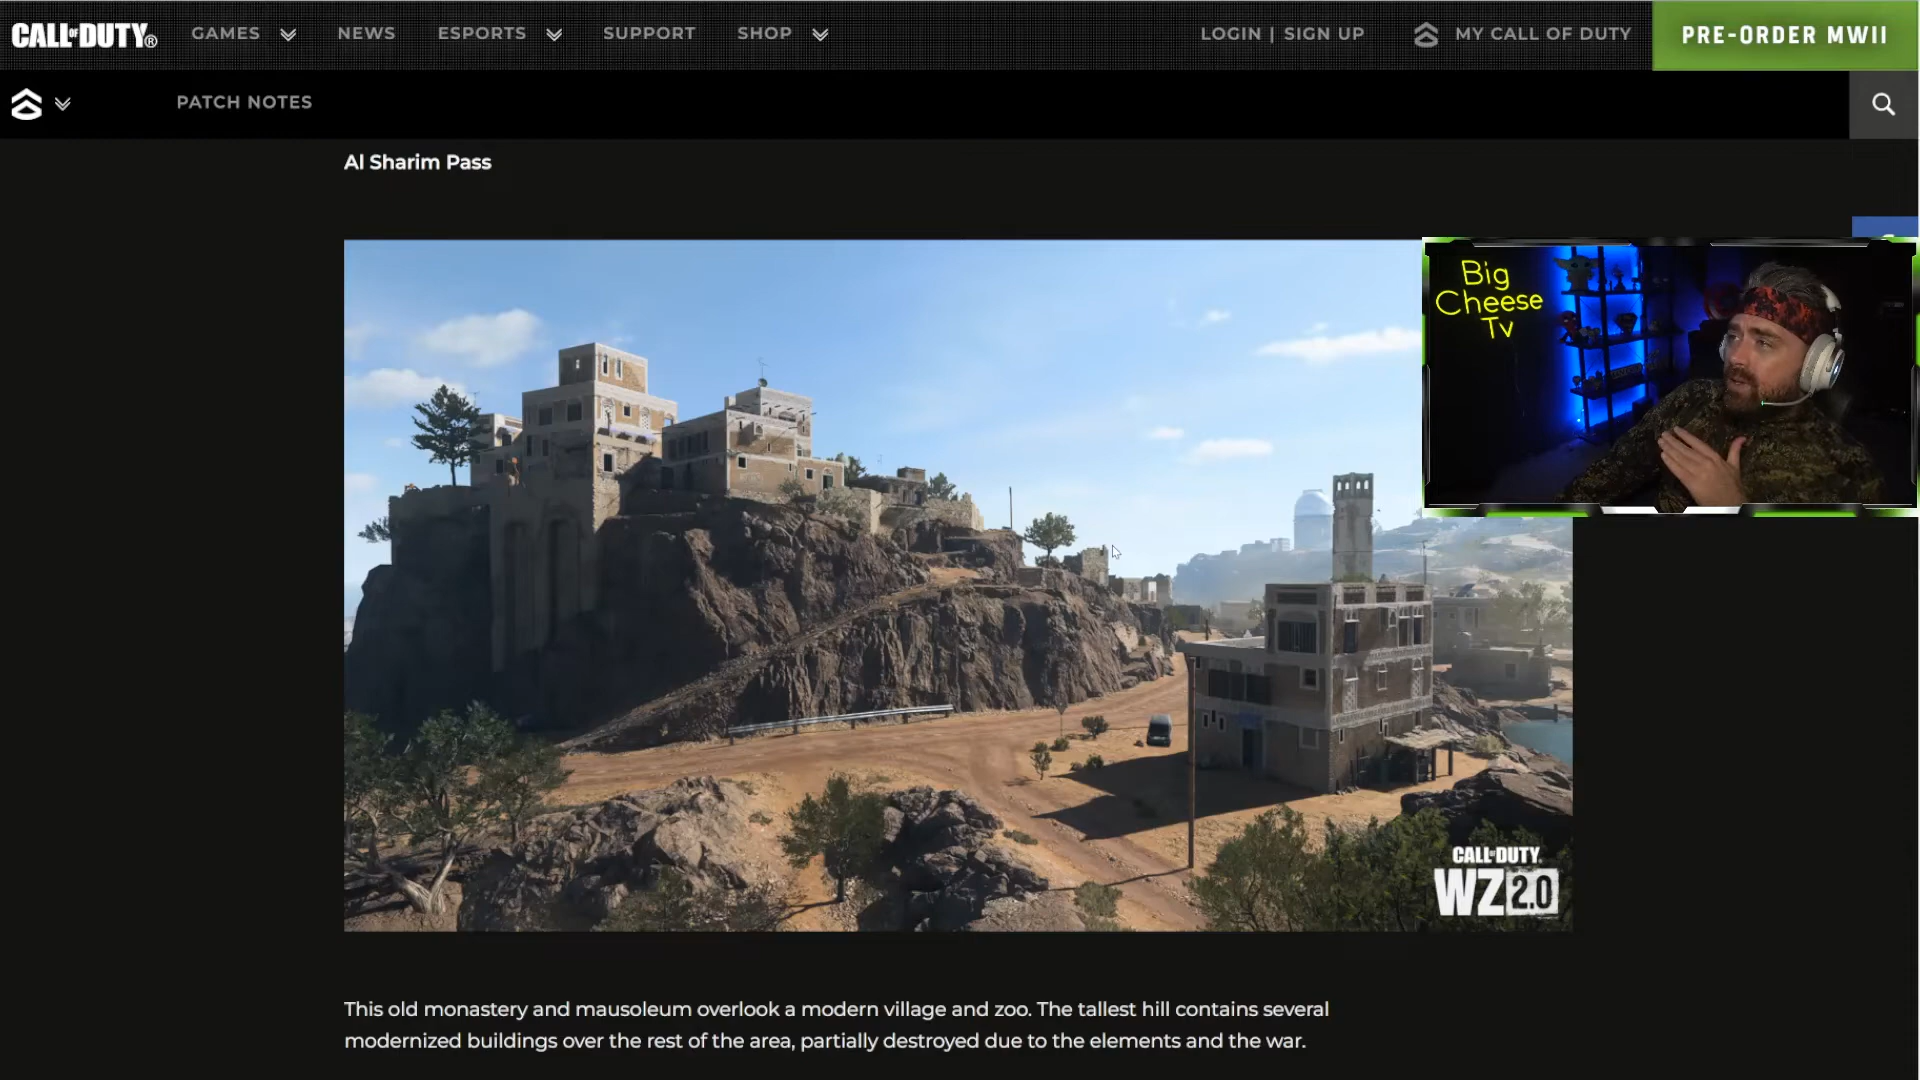 CALL OF DUTY® GAMES NEWS ESPORTS SUPPORT SHOP LOGIN | SIGN UP MY CALL OF DUTY PRE-ORDER MWII
PATCH NOTES
Al Sharim Pass
Big
Cheese
Tv
CALL OF DUTY
WZ 2.0
This old monastery and mausoleum overlook a modern village and zoo. The tallest hill contains several
modernized buildings over the rest of the area, partially destroyed due to the elements and the war.